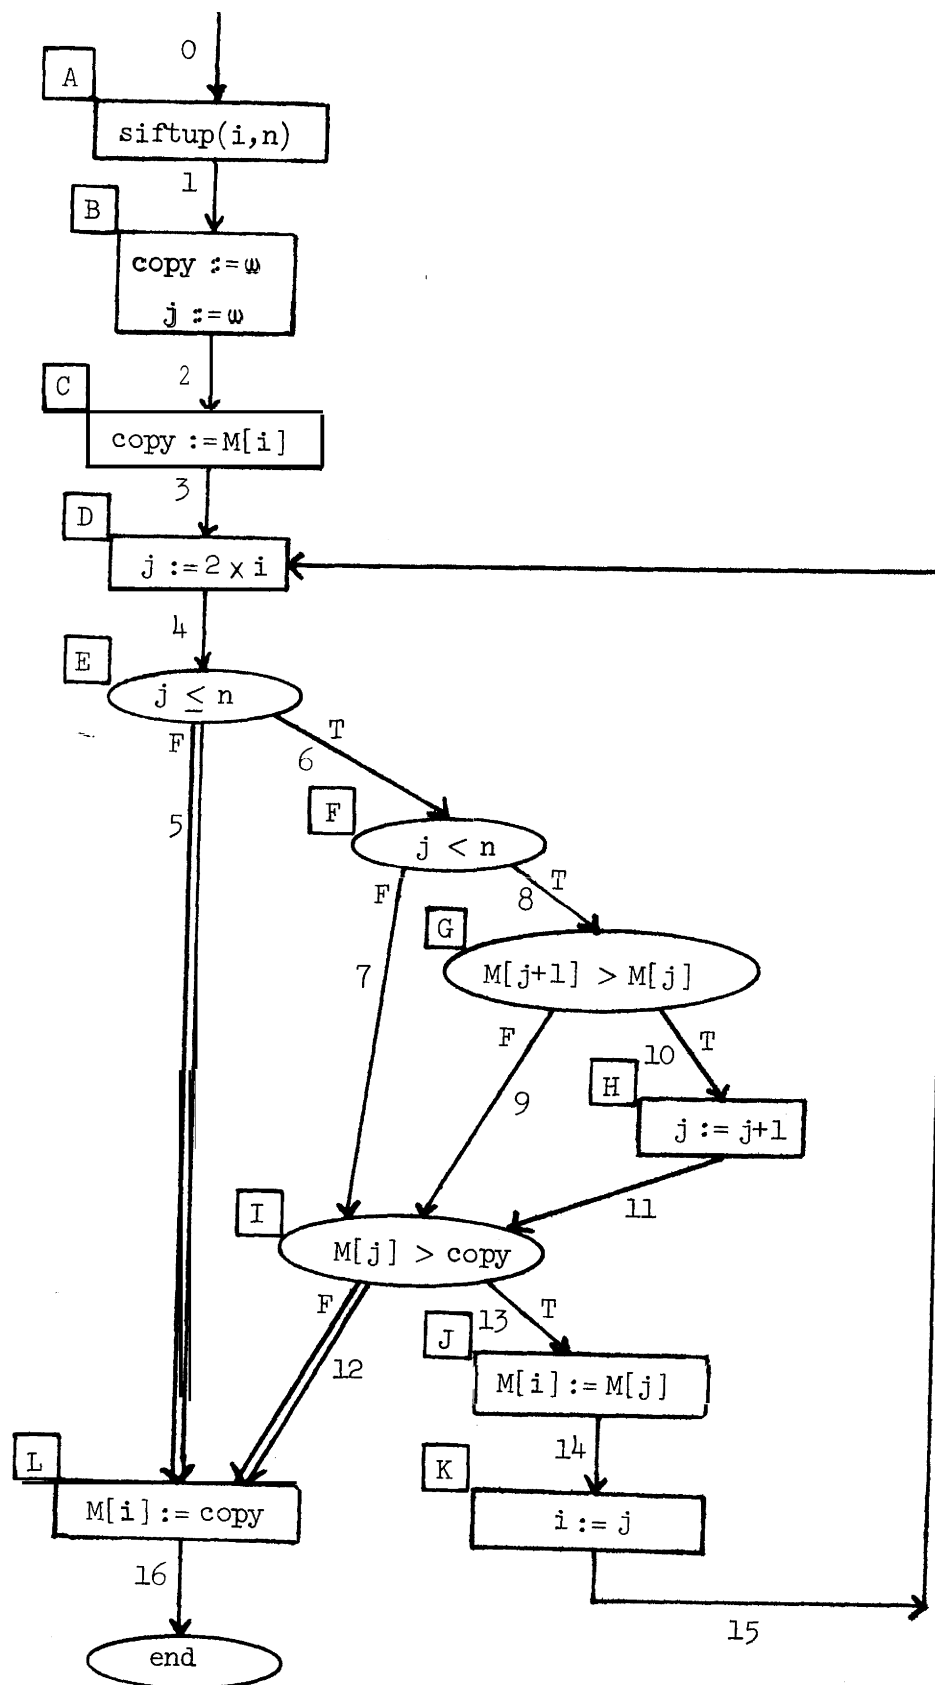 0
A
siftup(i,n)
1
B
copy := ω
j := ω
2
C
copy := M[i]
3
D
j := 2 × i
4
E
j ≤ n
F
T
6
5
F
j < n
F
T
8
G
M[j+1] > M[j]
7
F
10
T
9
H
j := j+1
11
I
M[j] > copy
F
13
T
12
J
M[i] := M[j]
14
L
K
M[i] := copy
i := j
16
15
end